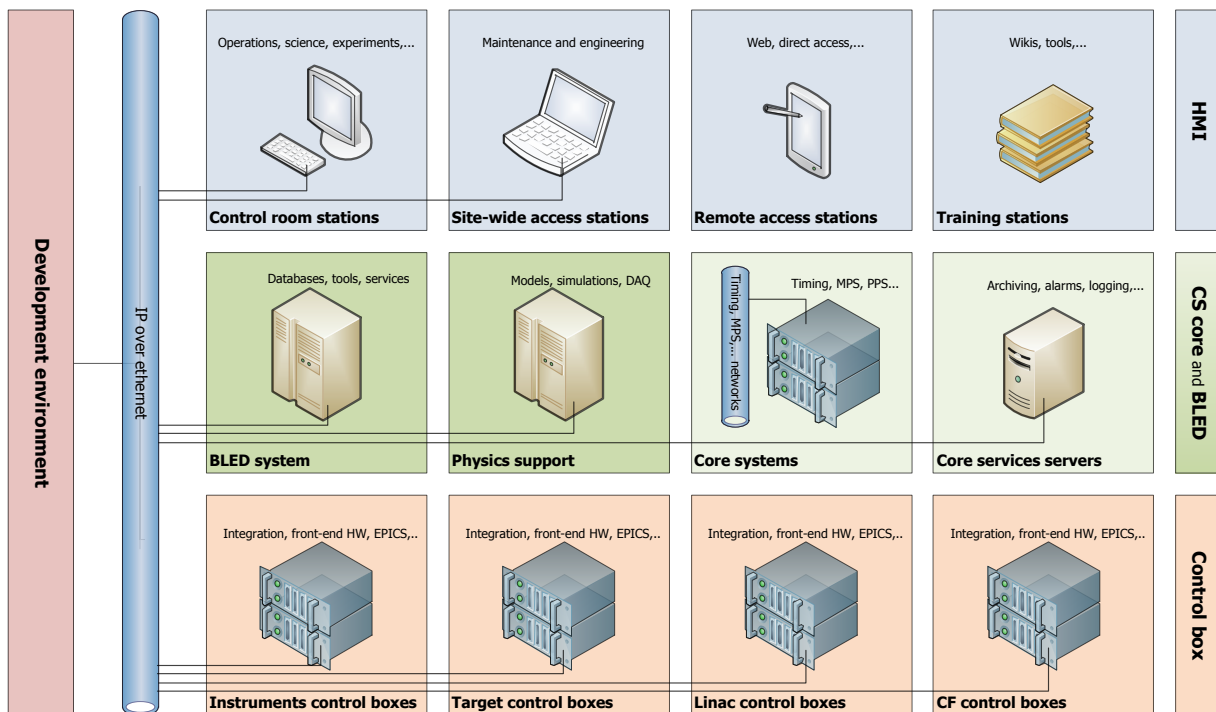 Development environment
IP over ethernet
Operations, science, experiments,...
Control room stations
Maintenance and engineering
Site-wide access stations
Web, direct access,...
Remote access stations
Wikis, tools,...
Training stations
HMI
Databases, tools, services
BLED system
Models, simulations, DAQ
Physics support
Timing, MPS,... networks
Timing, MPS, PPS...
Core systems
Archiving, alarms, logging,...
Core services servers
CS core and BLED
Integration, front-end HW, EPICS,..
Instruments control boxes
Integration, front-end HW, EPICS,..
Target control boxes
Integration, front-end HW, EPICS,..
Linac control boxes
Integration, front-end HW, EPICS,..
CF control boxes
Control box